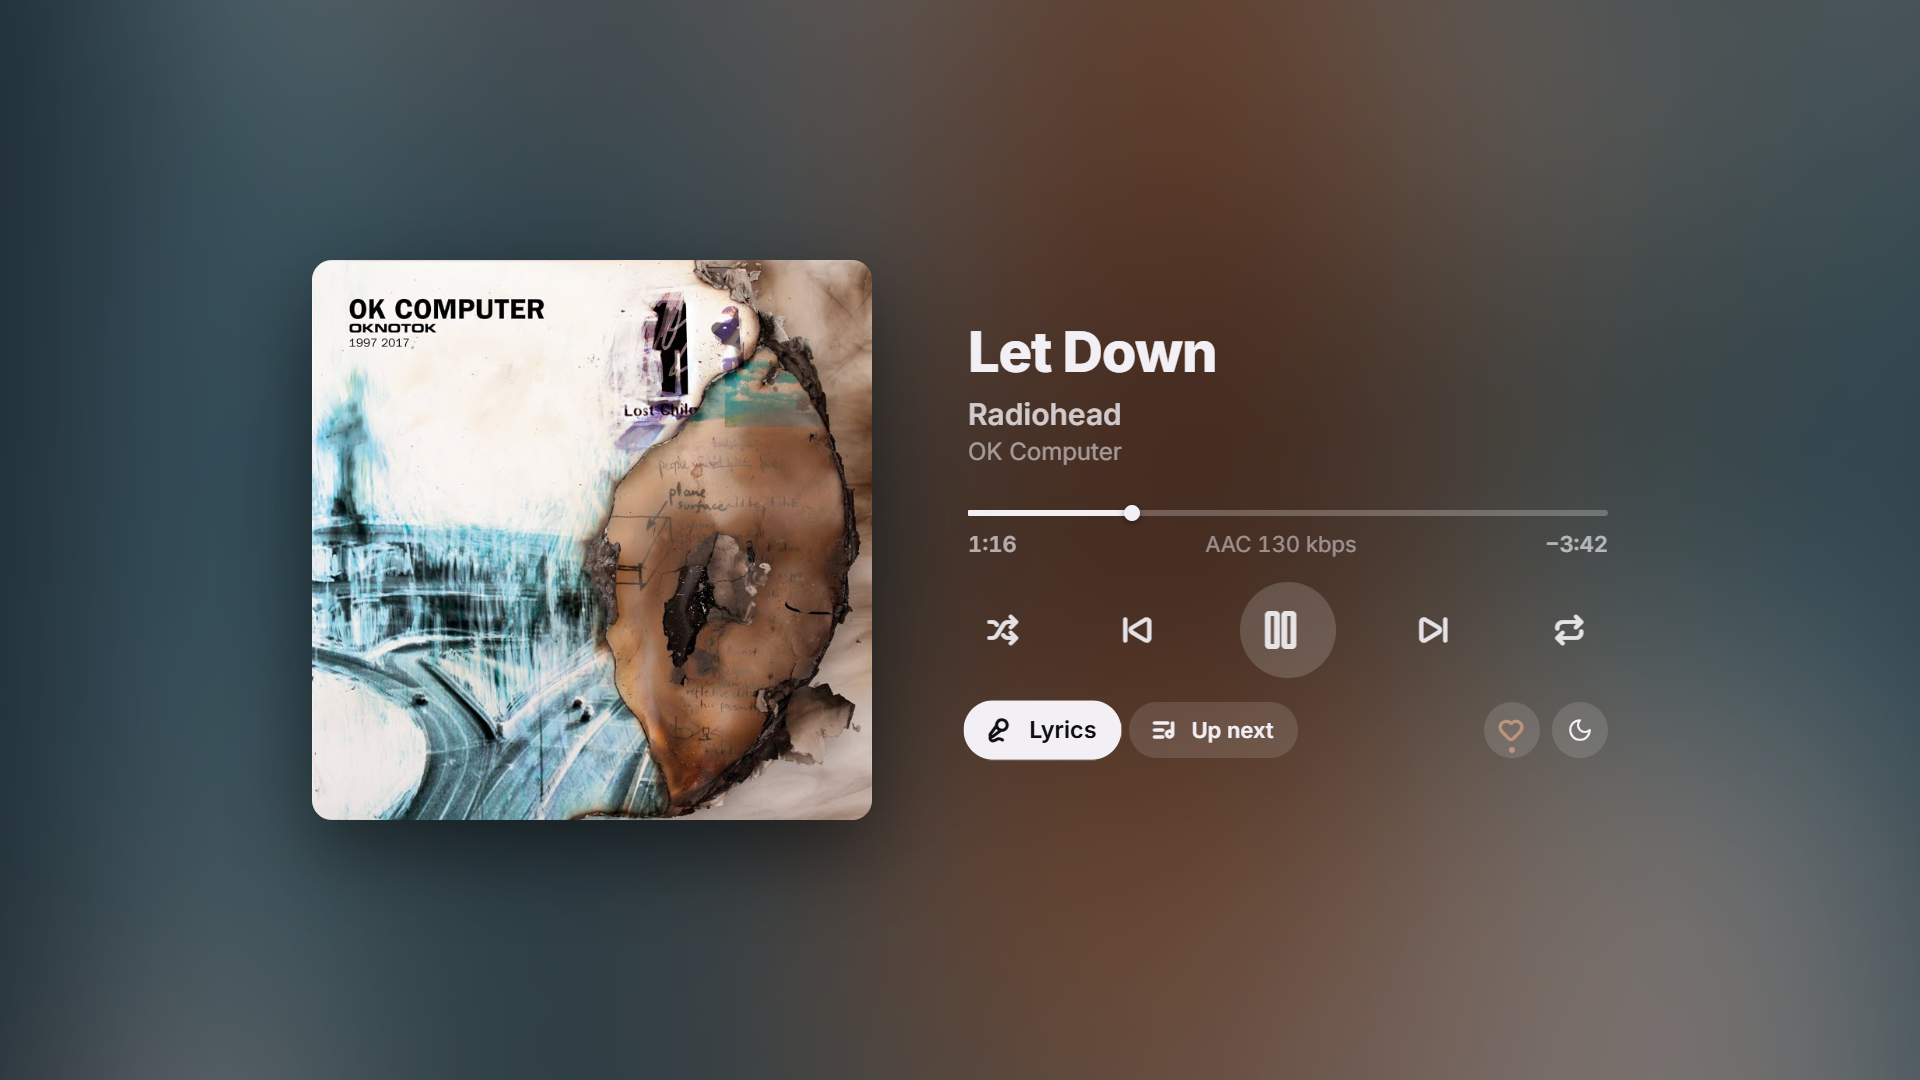 OK COMPUTER
OKNOTOK
1997 2017
Lost Child
plane
surface
Let Down
Radiohead
OK Computer
1:16
AAC 130 kbps
−3:42
Lyrics
Up next